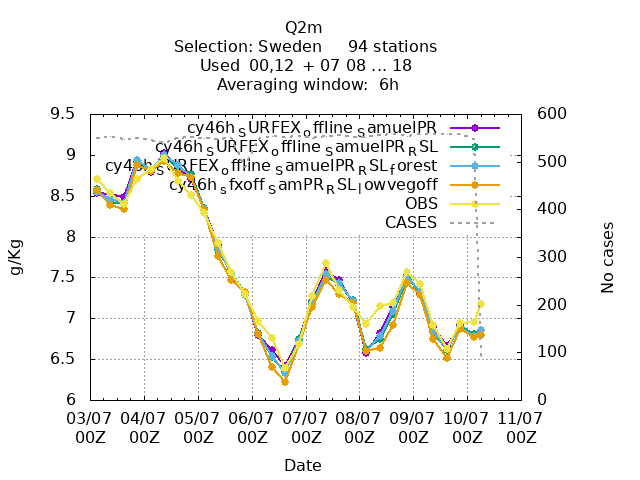 Q2m
Selection: Sweden 94 stations
Used 00,12 + 07 08 ... 18
Averaging window: 6h
9.5
9
8.5
8
7.5
7
6.5
6
600
500
400
300
200
100
0
g/Kg
No cases
cy46h_SURFEX_offline_SamuelPR
cy46h_SURFEX_offline_SamuelPR_RSL
cy46h_SURFEX_offline_SamuelPR_RSL_forest
cy46h_sfxoff_SamPR_RSL_lowvegoff
OBS
CASES
03/07 04/07 05/07 06/07 07/07 08/07 09/07 10/07 11/07
00Z 00Z 00Z 00Z 00Z 00Z 00Z 00Z 00Z
Date